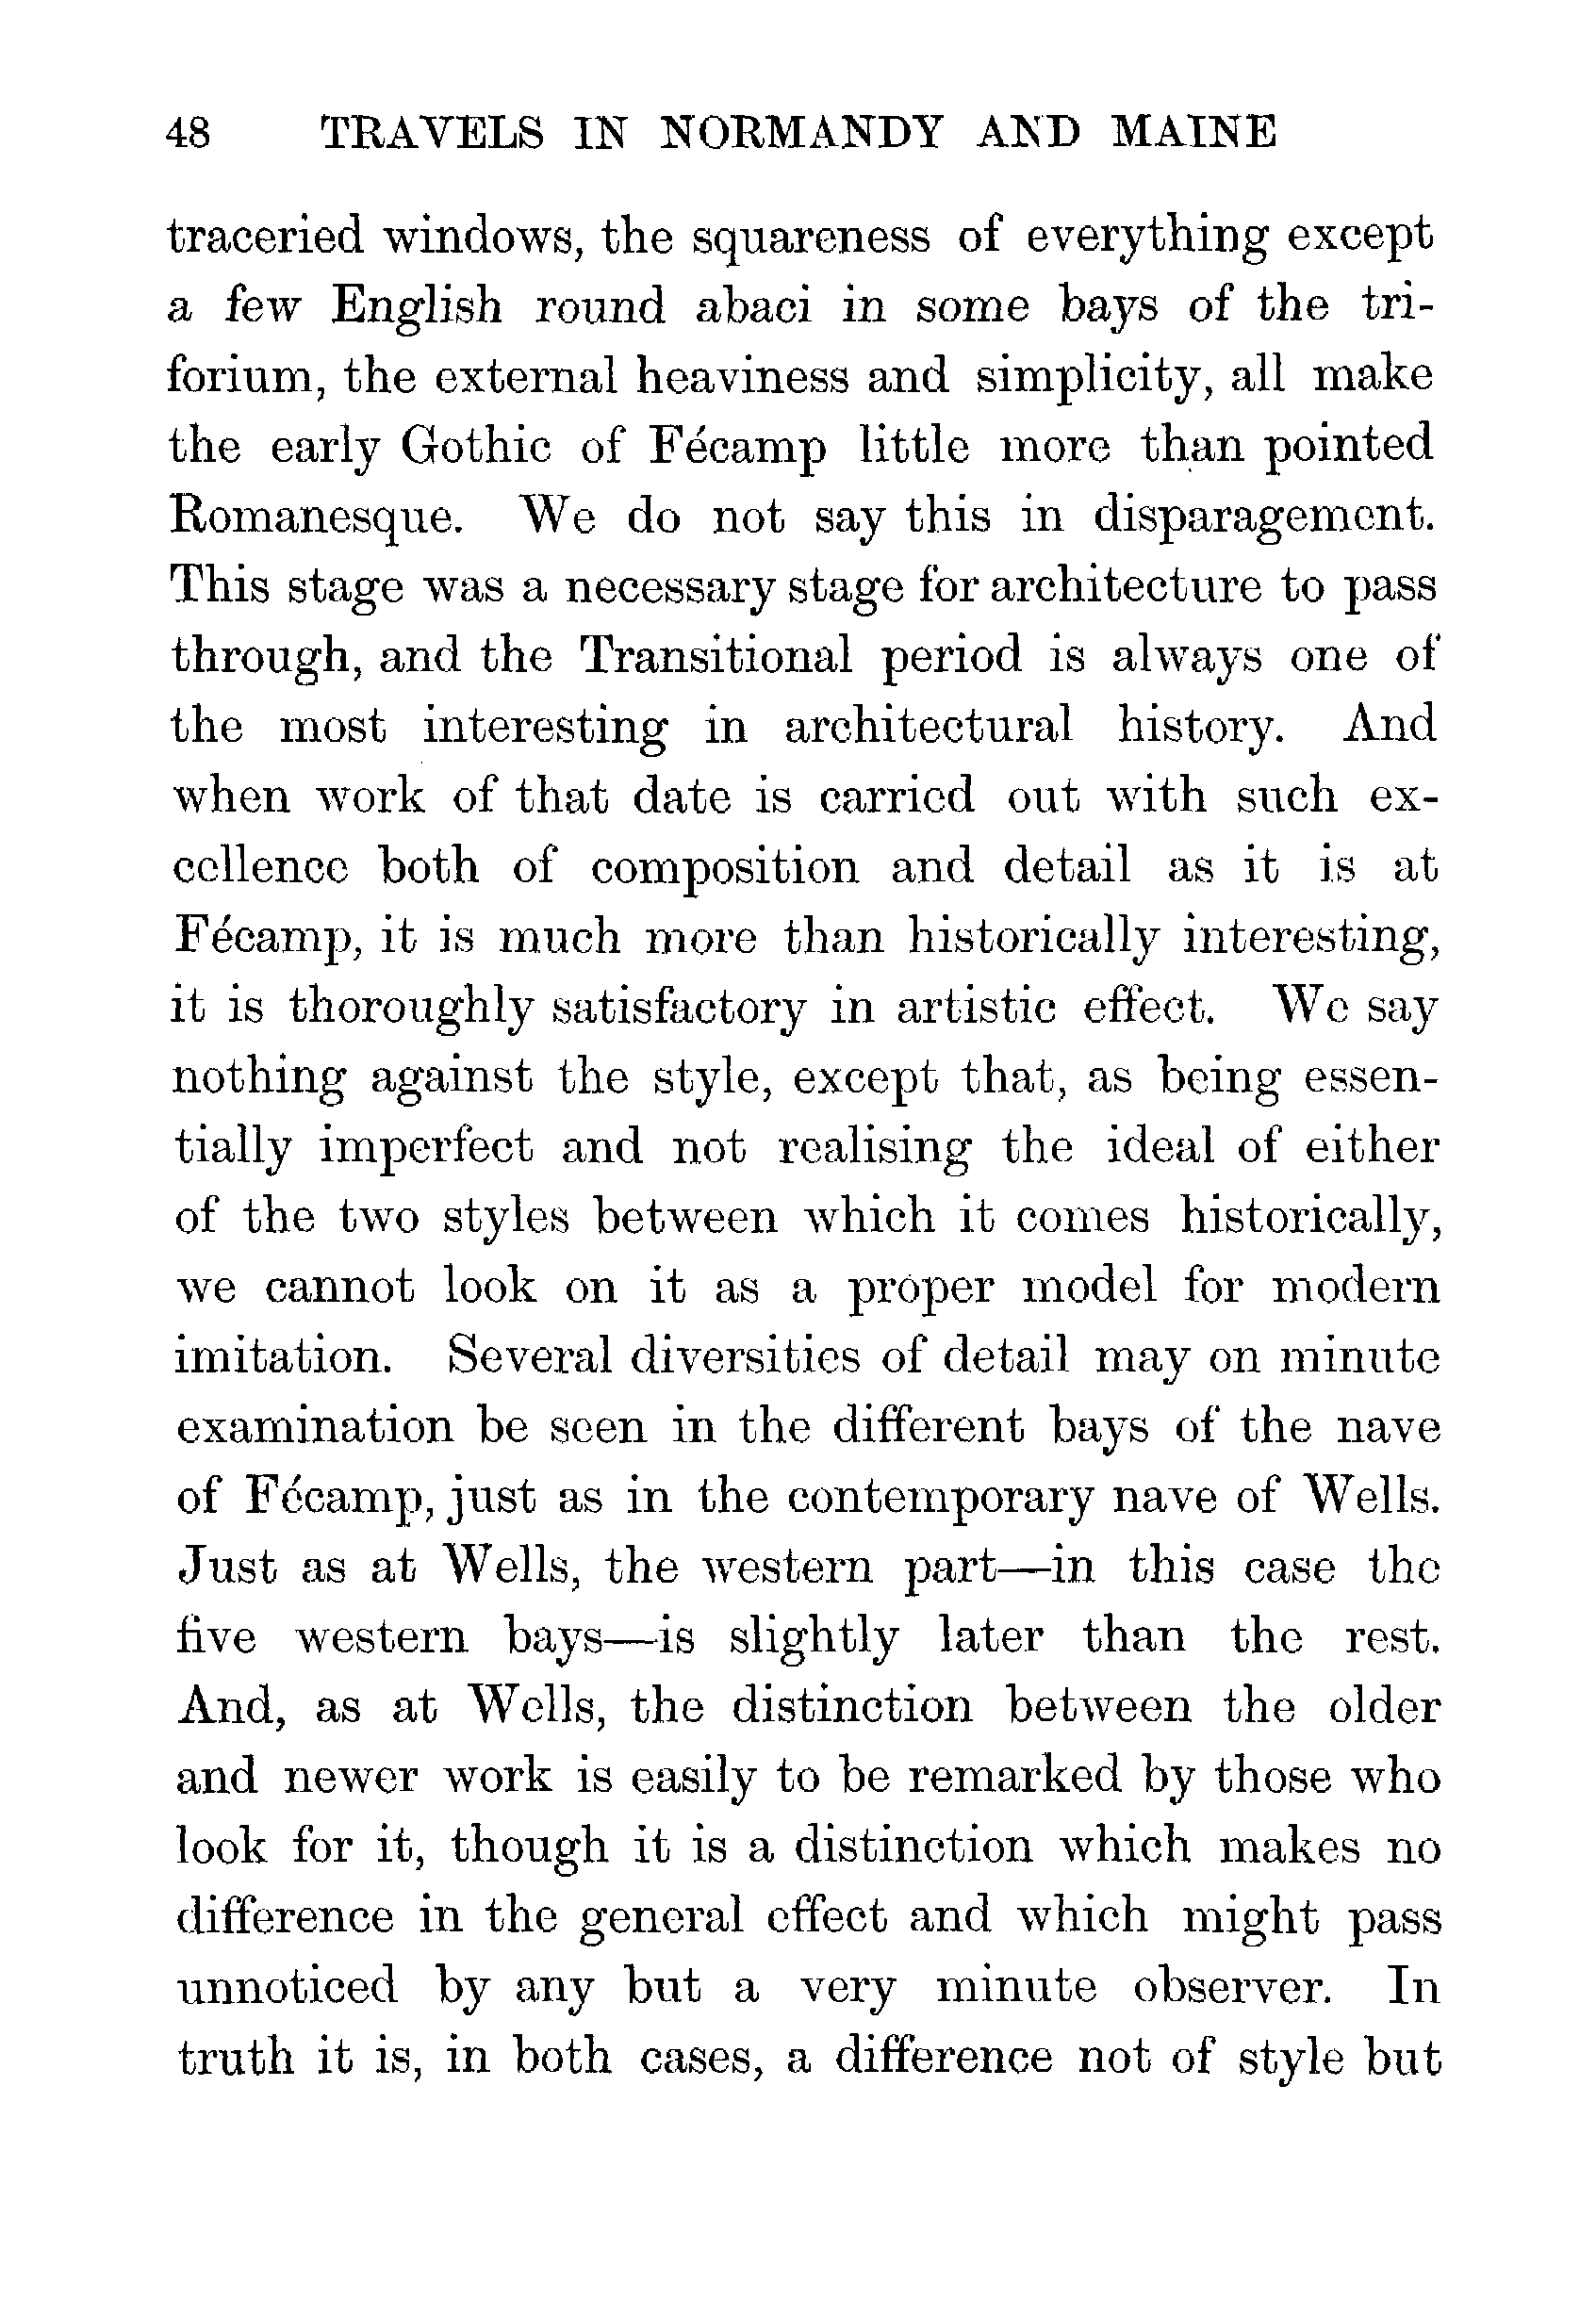 48 TRAVELS IN NORMANDY AND MAINE
traceried windows, the squareness of everything except
a few English round abaci in some bays of the tri-
forium, the external heaviness and simplicity, all make
the early Gothic of Fécamp little more than pointed
Romanesque. We do not say this in disparagement.
This stage was a necessary stage for architecture to pass
through, and the Transitional period is always one of
the most interesting in architectural history. And
when work of that date is carried out with such ex-
cellence both of composition and detail as it is at
Fécamp, it is much more than historically interesting,
it is thoroughly satisfactory in artistic effect. We say
nothing against the style, except that, as being essen-
tially imperfect and not realising the ideal of either
of the two styles between which it comes historically,
we cannot look on it as a proper model for modern
imitation. Several diversities of detail may on minute
examination be seen in the different bays of the nave
of Fécamp, just as in the contemporary nave of Wells.
Just as at Wells, the western part—in this case the
five western bays—is slightly later than the rest.
And, as at Wells, the distinction between the older
and newer work is easily to be remarked by those who
look for it, though it is a distinction which makes no
difference in the general effect and which might pass
unnoticed by any but a very minute observer. In
truth it is, in both cases, a difference not of style but